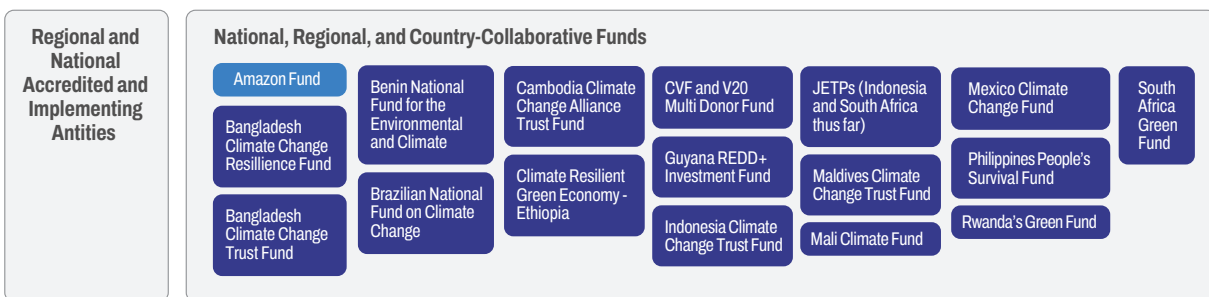 Regional and
National
Accredited and
Implementing
Antities
National, Regional, and Country-Collaborative Funds
Amazon Fund
Bangladesh
Climate Change
Resillience Fund
Bangladesh
Climate Change
Trust Fund
Benin National
Fund for the
Environmental
and Climate
Brazilian National
Fund on Climate
Change
Cambodia Climate
Change Alliance
Trust Fund
Climate Resilient
Green Economy -
Ethiopia
CVF and V20
Multi Donor Fund
Guyana REDD+
Investment Fund
Indonesia Climate
Change Trust Fund
JETPs (Indonesia
and South Africa
thus far)
Maldives Climate
Change Trust Fund
Mali Climate Fund
Mexico Climate
Change Fund
Philippines People’s
Survival Fund
Rwanda’s Green Fund
South
Africa
Green
Fund